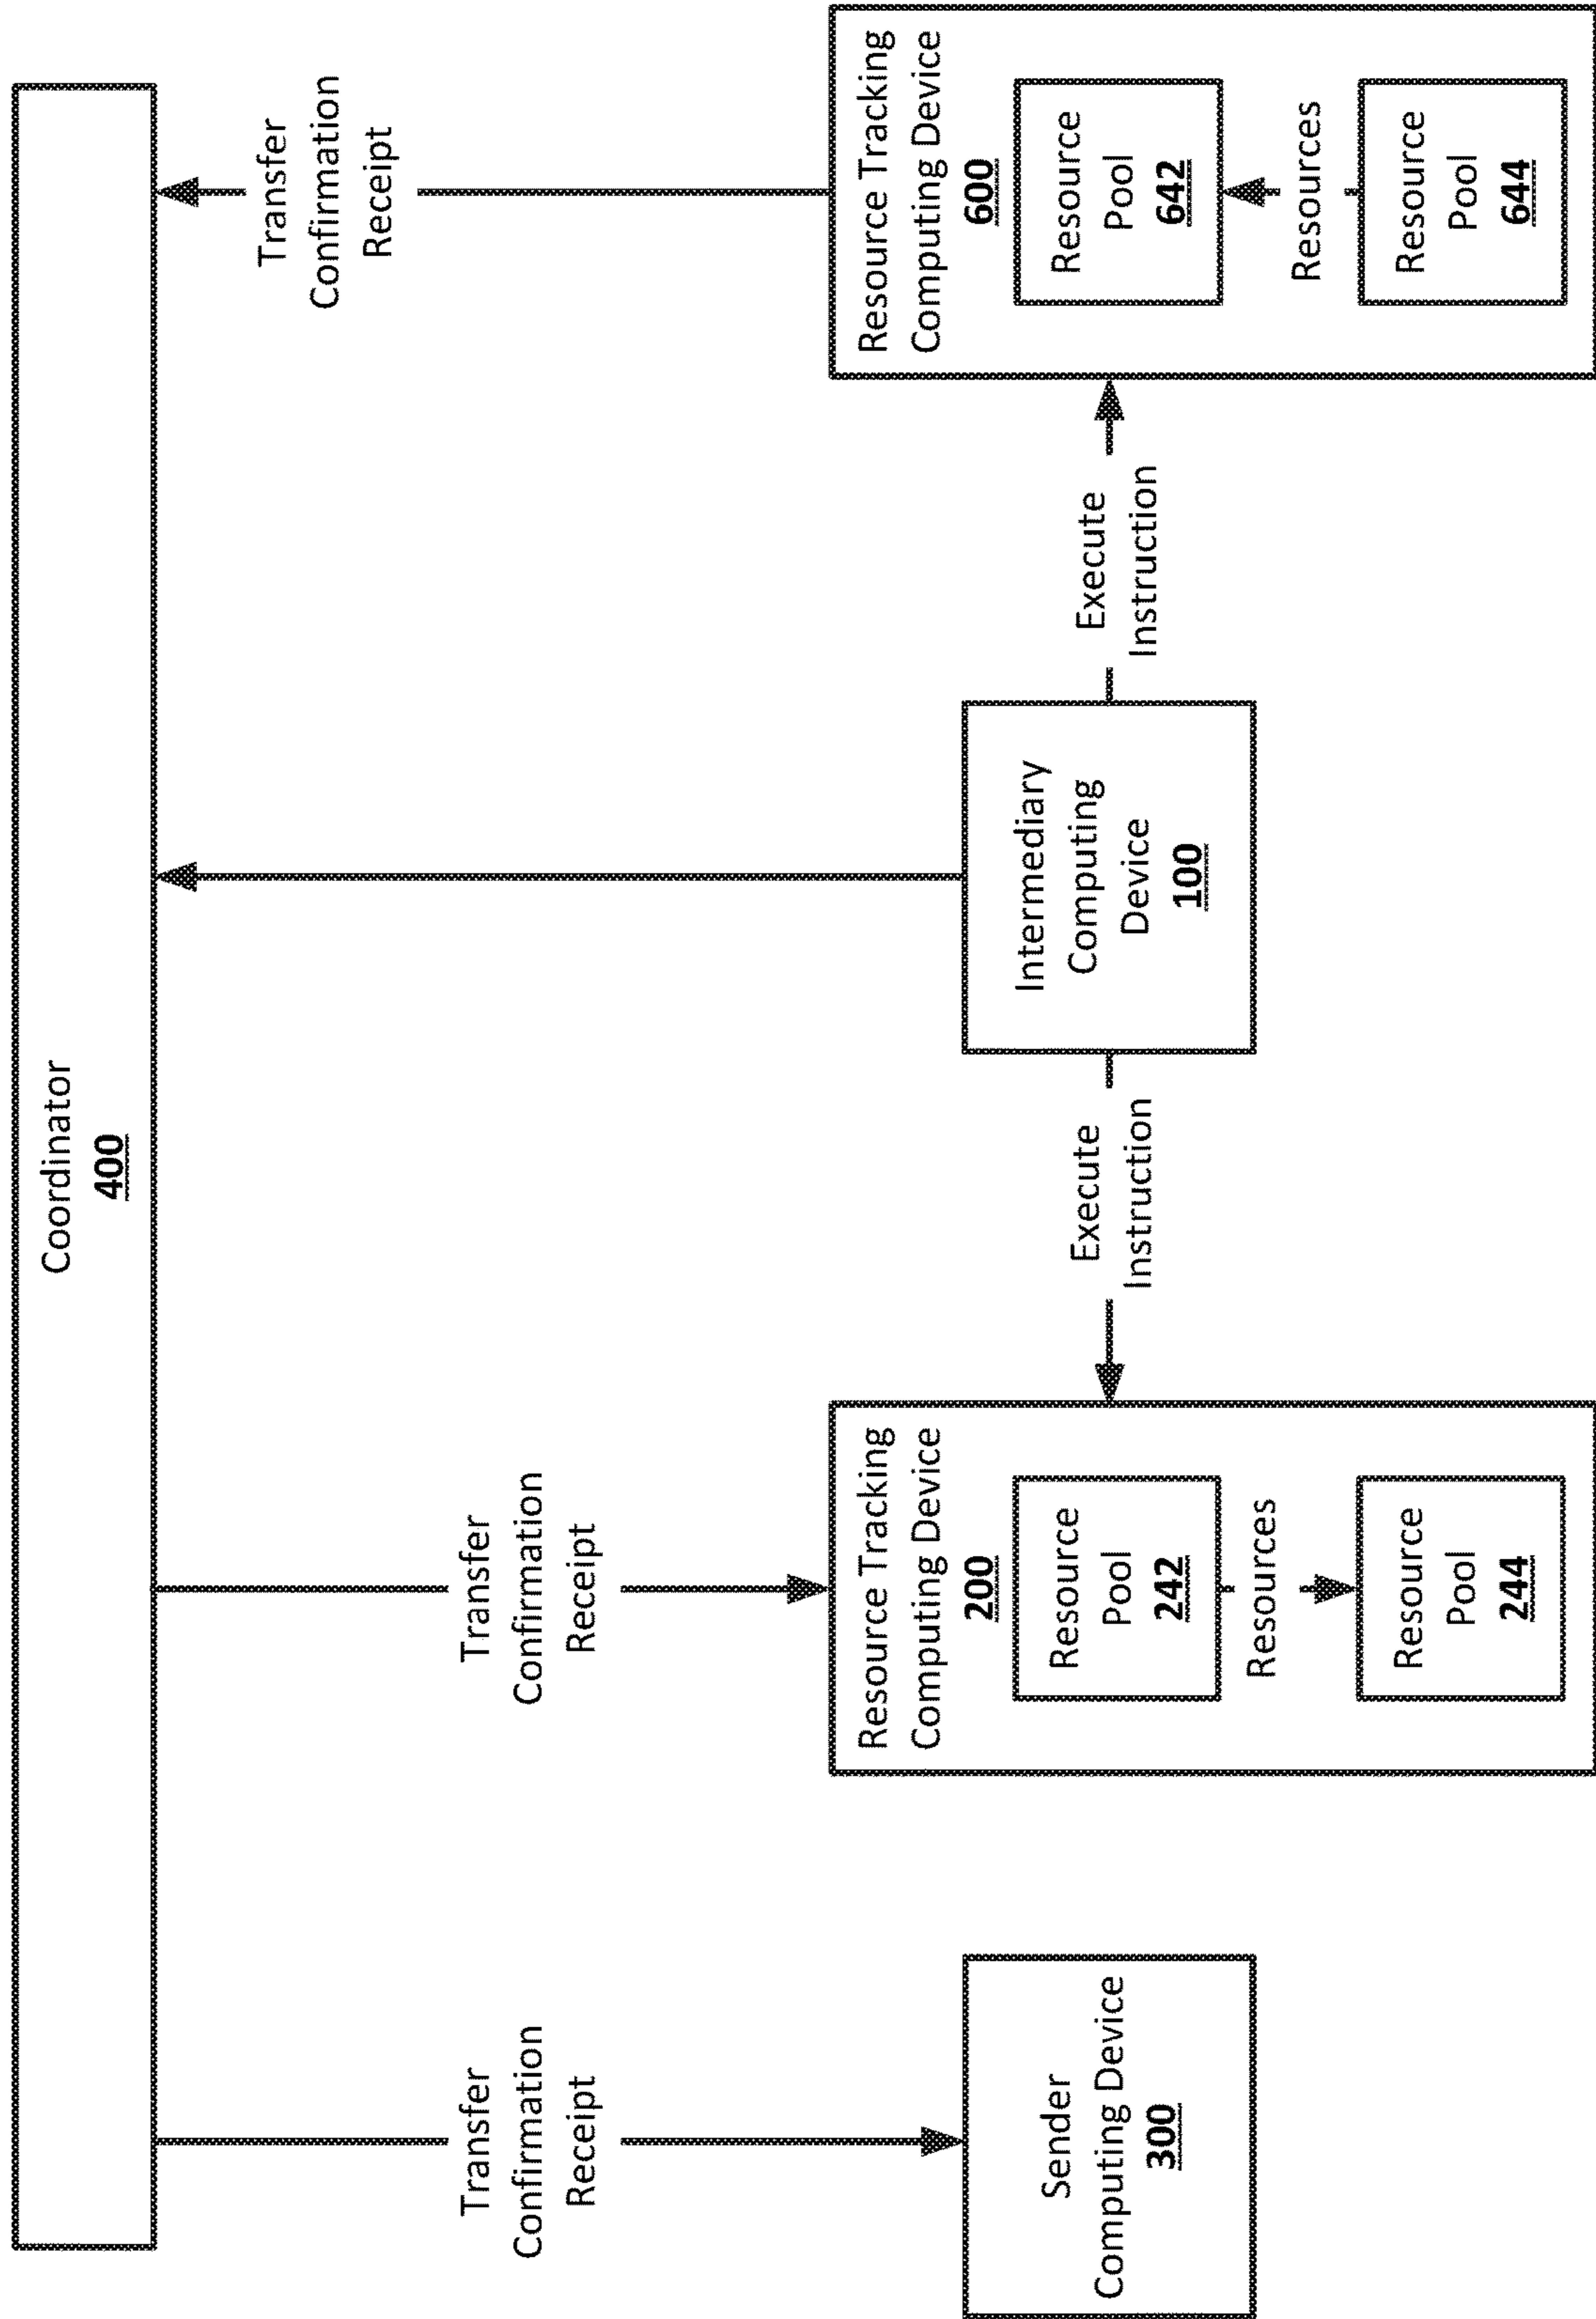 Coordinator
400
Transfer
Confirmation
Receipt
Transfer
Confirmation
Receipt
Transfer
Confirmation
Receipt
Sender
Computing Device
300
Resource Tracking
Computing Device
200
Resource
Pool
242
Resources
Resource
Pool
244
Execute
Instruction
Intermediary
Computing
Device
100
Execute
Instruction
Resource Tracking
Computing Device
600
Resource
Pool
642
Resources
Resource
Pool
644